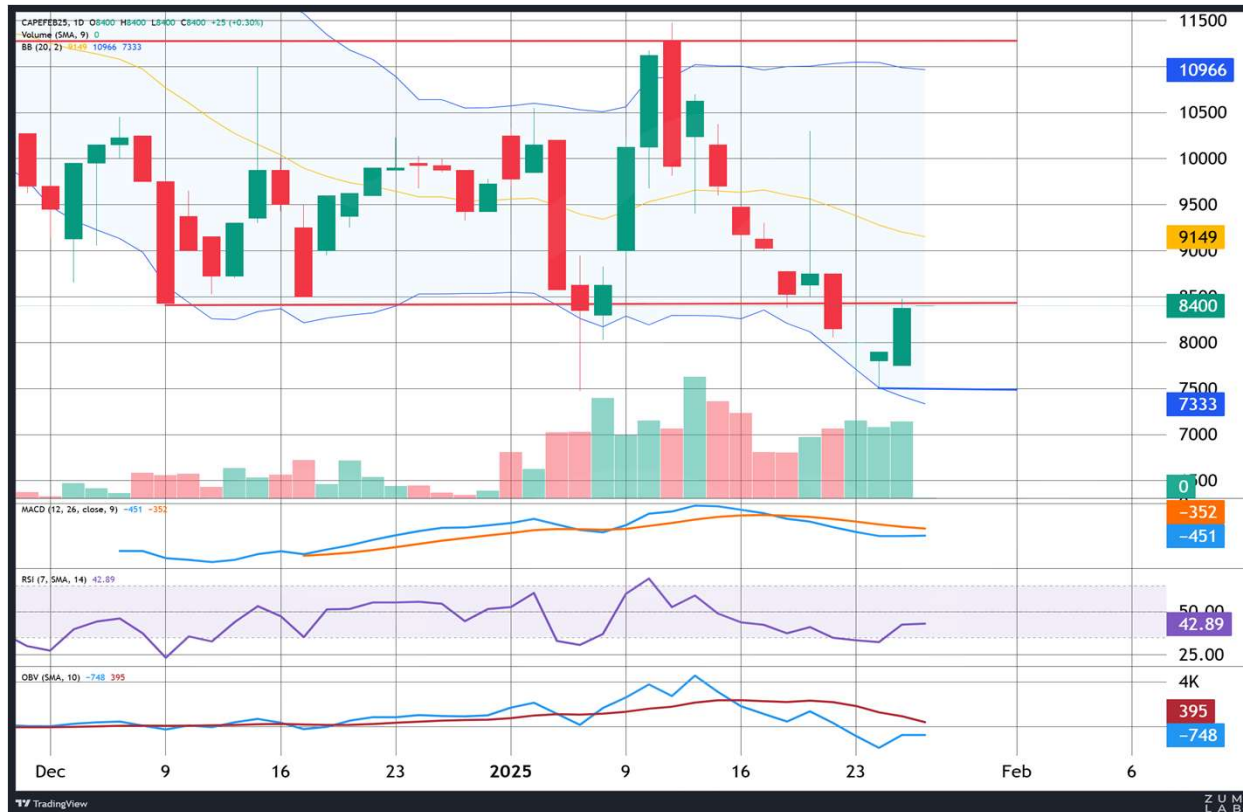 CAPEFEB25, 1D O8400 H8400 L8400 C8400 +25 (+0.30%)
Volume (SMA, 9) 0
BB (20, 2) 9149 10966 7333
11500
10966
10500
10000
9500
9149
9000
8400
8000
7500
7333
7000
0
MACD (12, 26, close, 9) −451 −352
−352
−451
RSI (7, SMA, 14) 42.89
50.00
42.89
25.00
OBV (SMA, 10) −748 395
4K
395
−748
Dec 9 16 23 2025 9 16 23 Feb 6
TradingView
ZUM
LAB